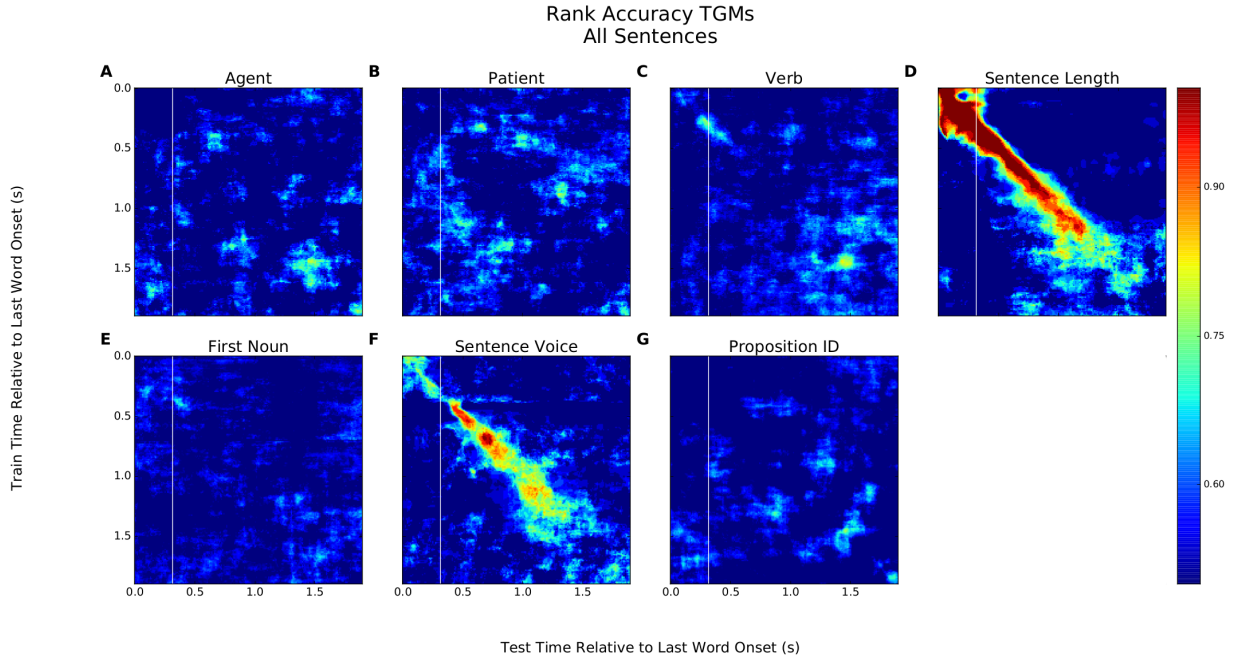 Rank Accuracy TGMs
All Sentences
A Agent
B Patient
C Verb
D Sentence Length
0.0
0.5
1.0
1.5
0.90
0.75
0.60
E First Noun
F Sentence Voice
G Proposition ID
0.0
0.5
1.0
1.5
0.0 0.5 1.0 1.5
0.0 0.5 1.0 1.5
0.0 0.5 1.0 1.5
Train Time Relative to Last Word Onset (s)
Test Time Relative to Last Word Onset (s)